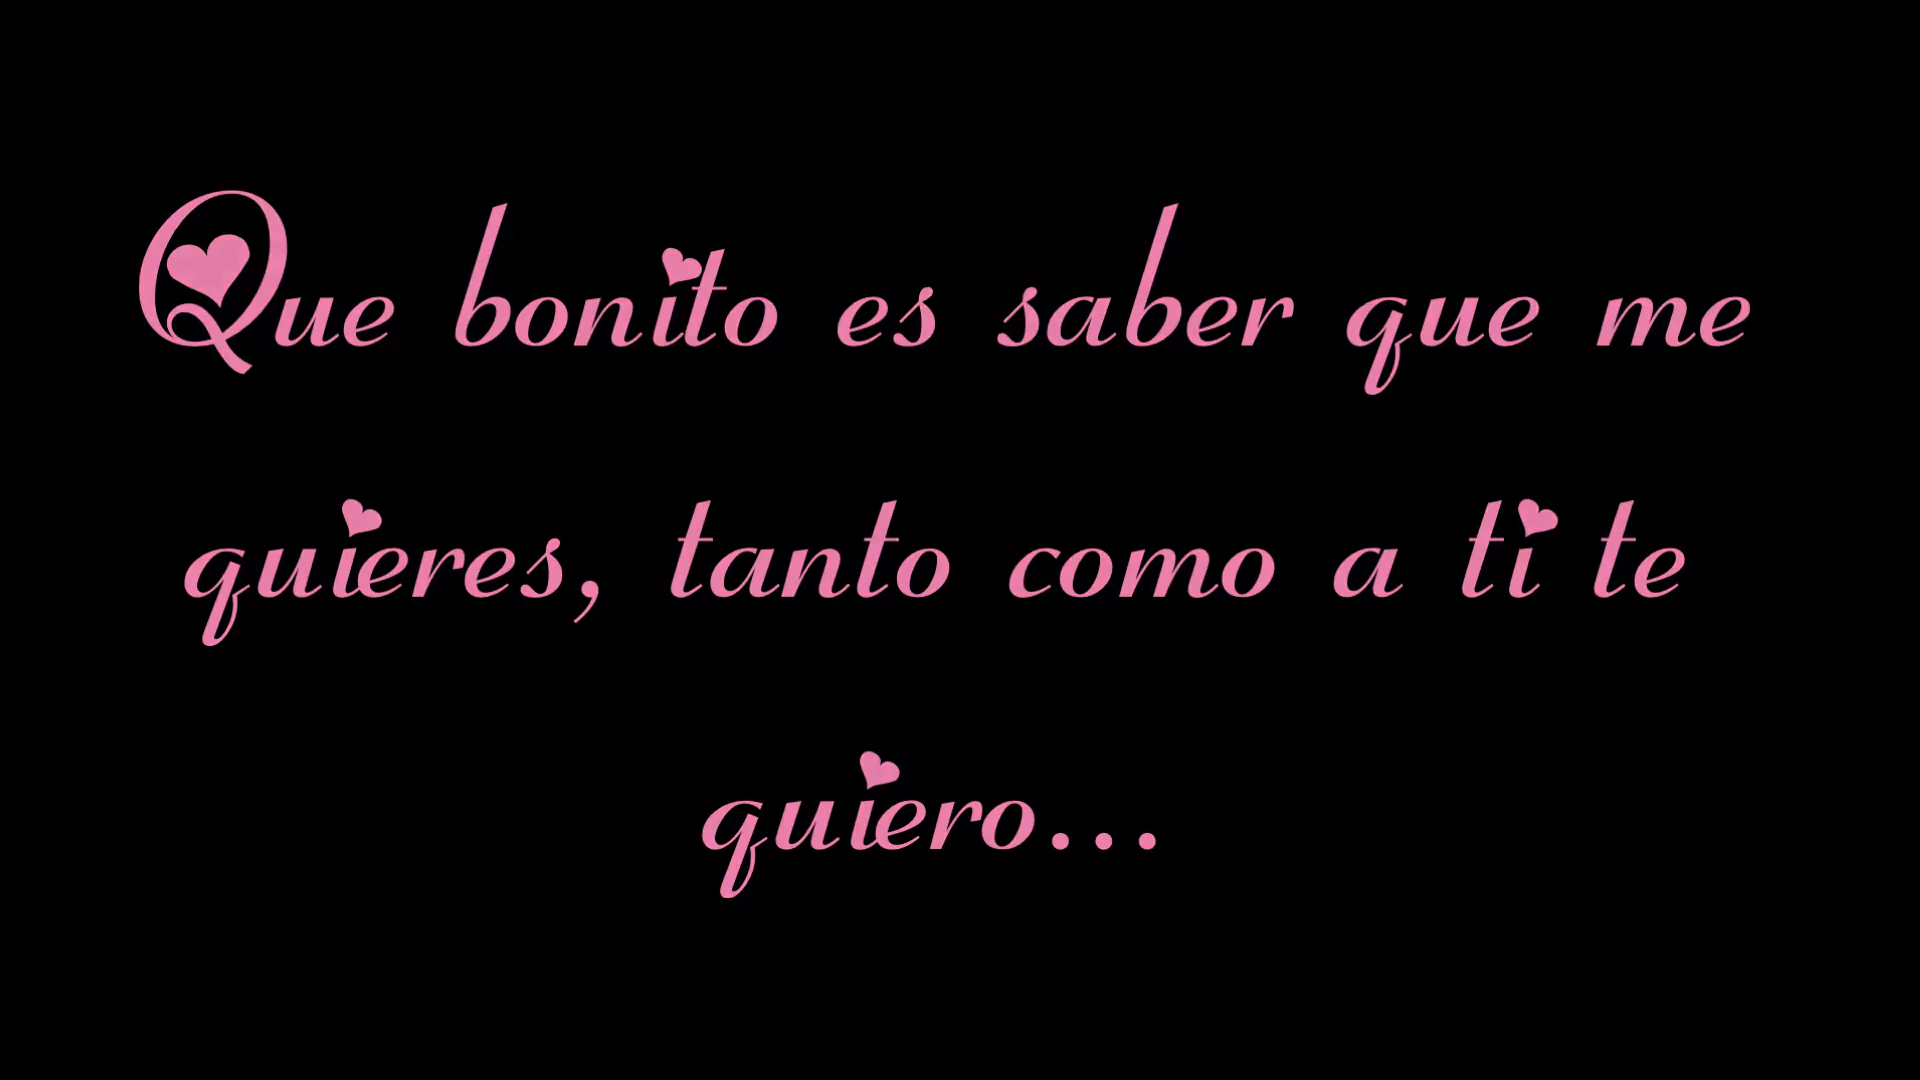 Que bonito es saber que me
quieres, tanto como a ti te
quiero...